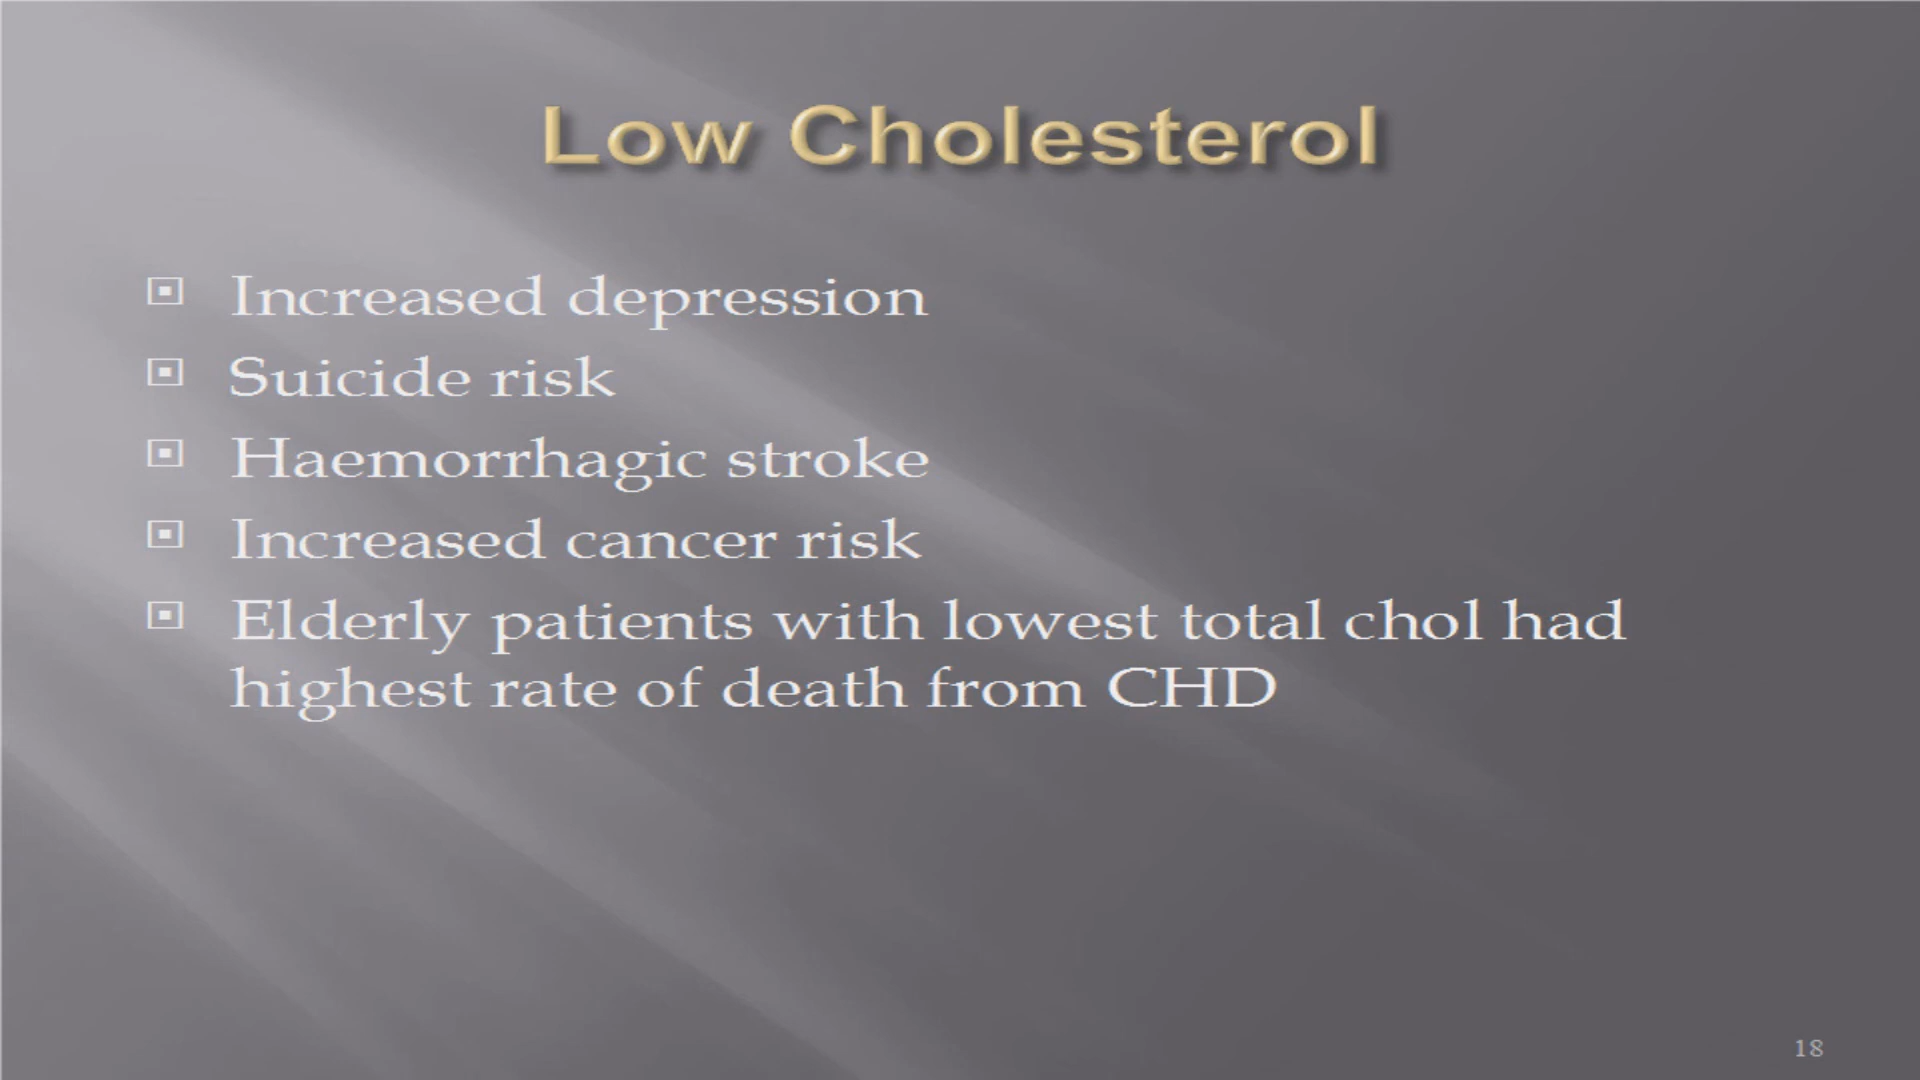 Low Cholesterol
Increased depression
Suicide risk
Haemorrhagic stroke
Increased cancer risk
Elderly patients with lowest total chol had
highest rate of death from CHD
18